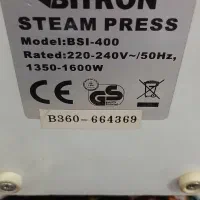 BITRON
STEAM PRESS
Model:BSI-400
Rated:220-240V~/50Hz,
1350-1600W
CE GS
B360-664369